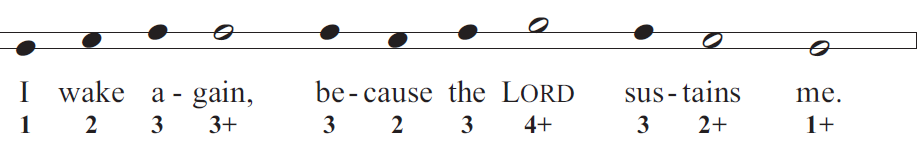 I wake a - gain, be - cause the LORD sus - tains me.
1 2 3 3+ 3 2 3 4+ 3 2+ 1+